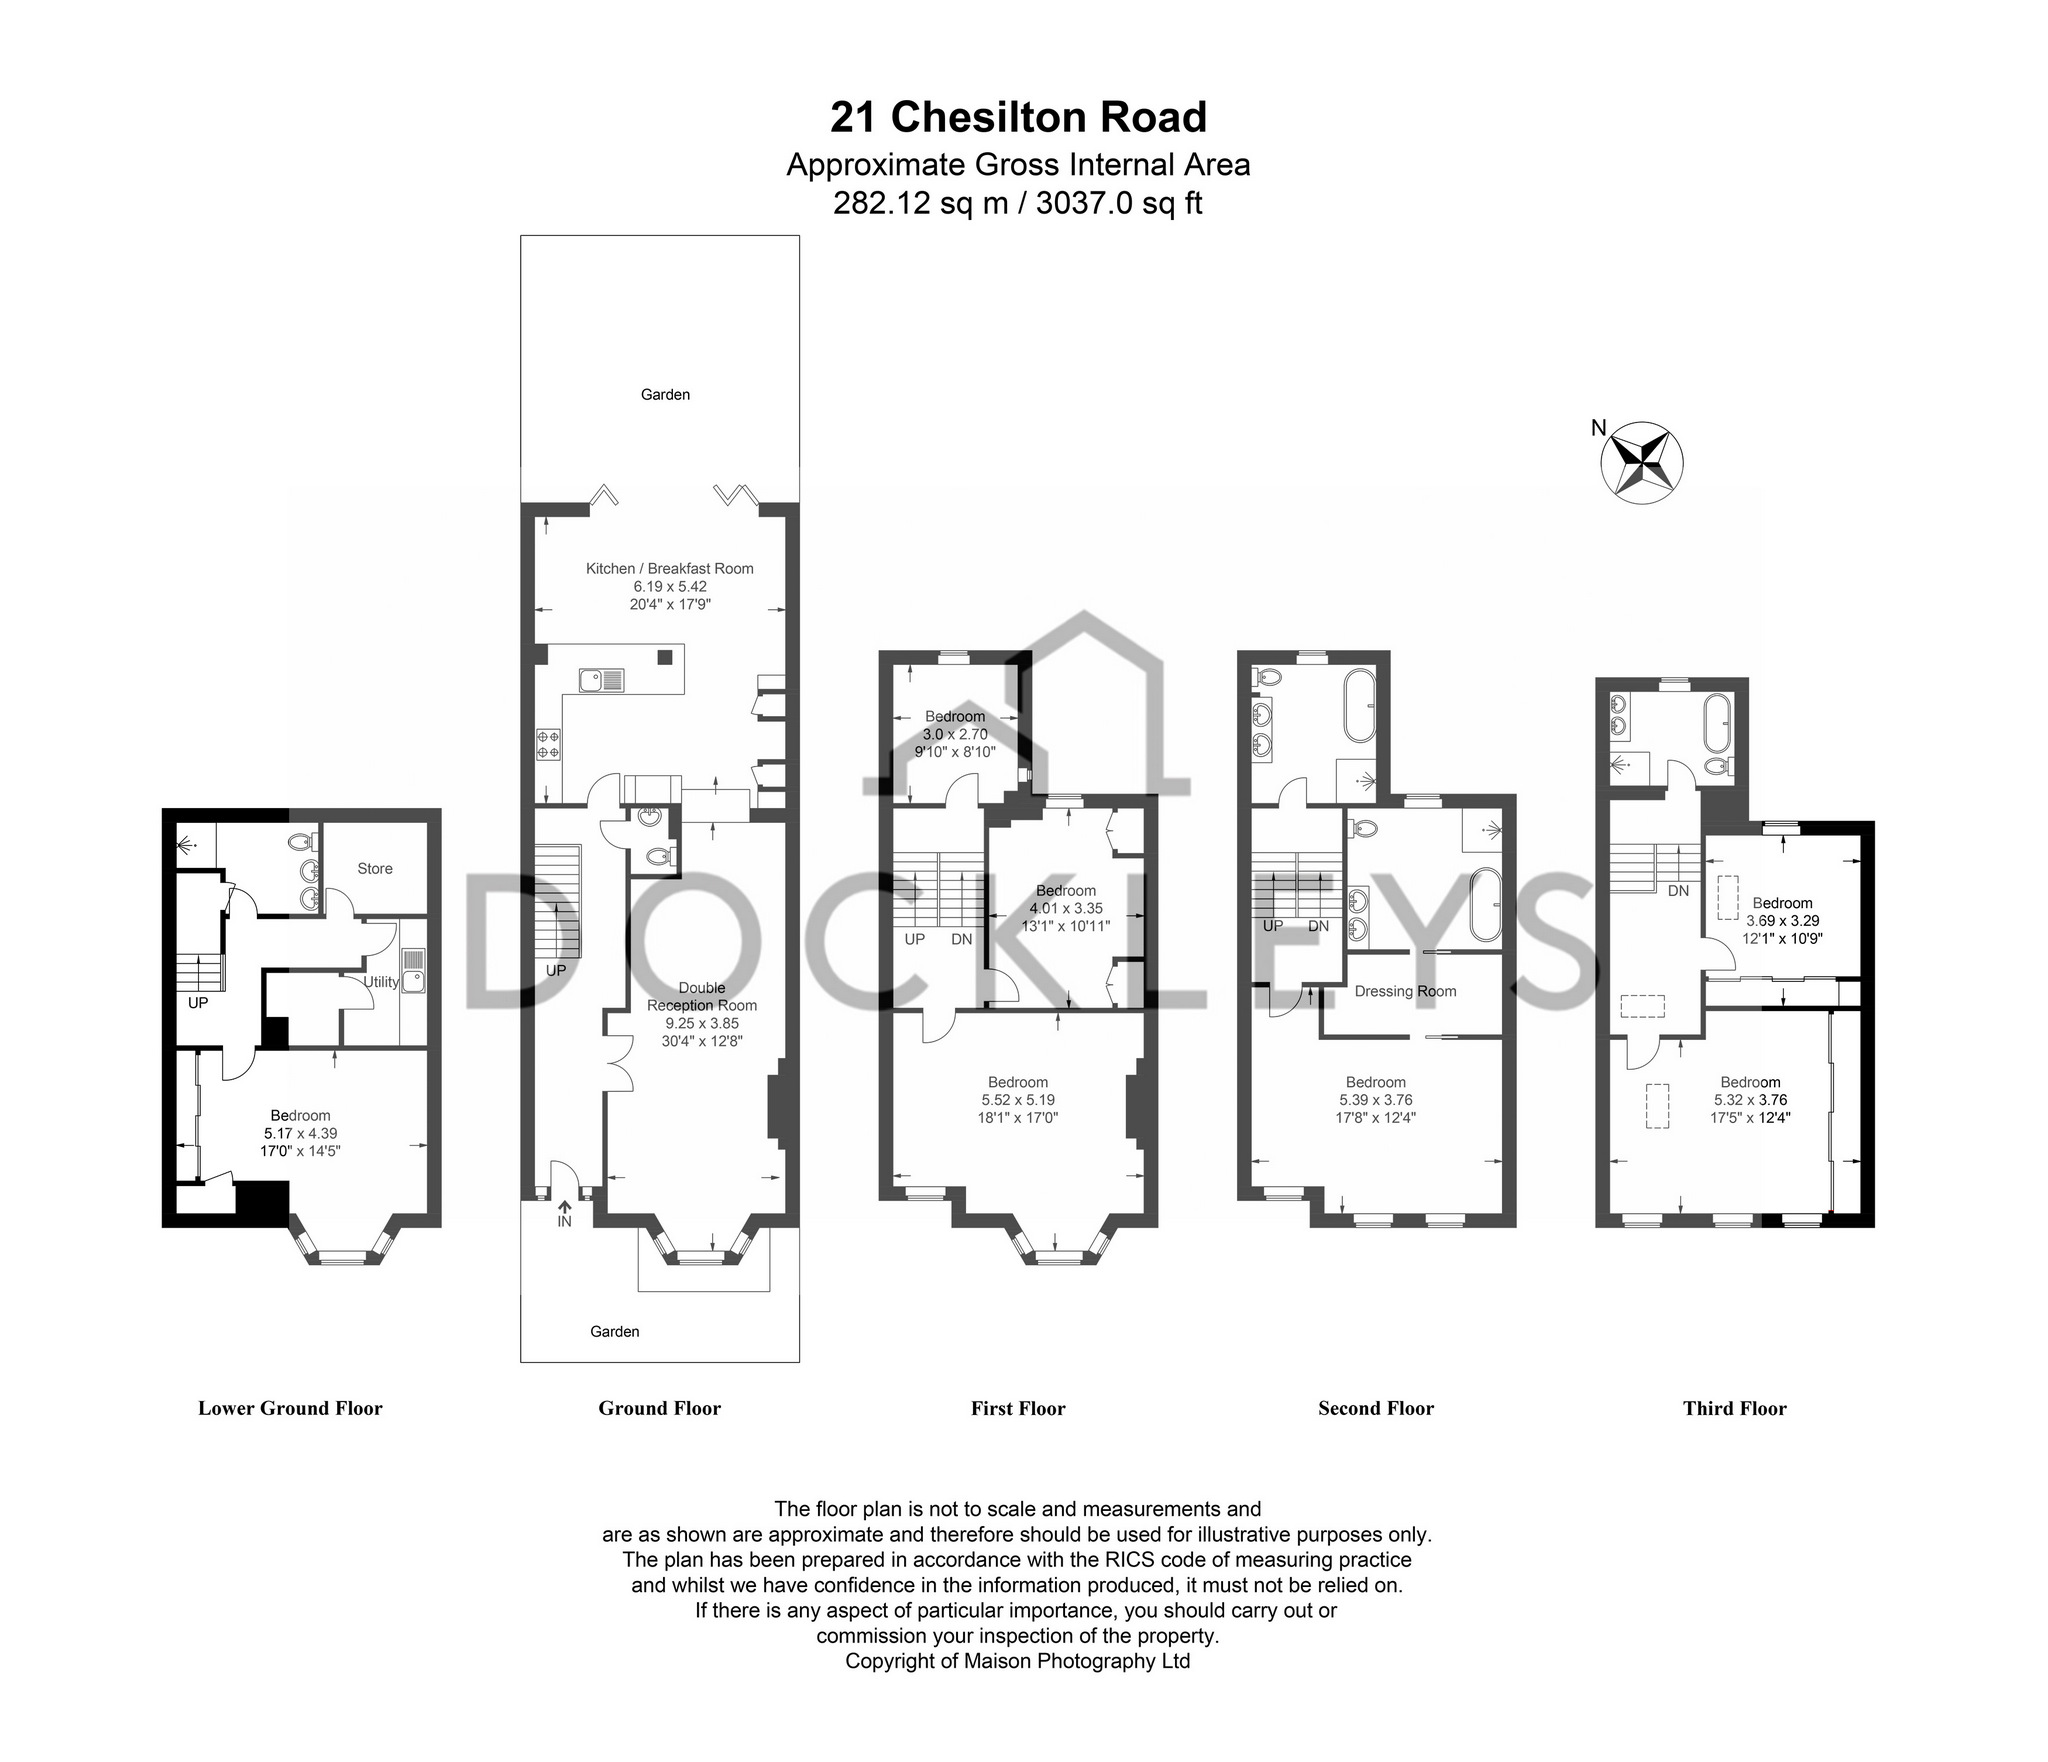 21 Chesilton Road
Approximate Gross Internal Area
282.12 sq m / 3037.0 sq ft
Garden
N
Kitchen / Breakfast Room
6.19 x 5.42
20'4" x 17'9"
Store
Utility
UP
Bedroom
5.17 x 4.39
17'0" x 14'5"
UP
Double
Reception Room
9.25 x 3.85
30'4" x 12'8"
IN
Garden
Bedroom
3.0 x 2.70
9'10" x 8'10"
Bedroom
4.01 x 3.35
13'1" x 10'11"
UP
DN
Bedroom
5.52 x 5.19
18'1" x 17'0"
UP
DN
Dressing Room
Bedroom
5.39 x 3.76
17'8" x 12'4"
DN
Bedroom
3.69 x 3.29
12'1" x 10'9"
Bedroom
5.32 x 3.76
17'5" x 12'4"
DOCKLEYS
Lower Ground Floor
Ground Floor
First Floor
Second Floor
Third Floor
The floor plan is not to scale and measurements and
are as shown are approximate and therefore should be used for illustrative purposes only.
The plan has been prepared in accordance with the RICS code of measuring practice
and whilst we have confidence in the information produced, it must not be relied on.
If there is any aspect of particular importance, you should carry out or
commission your inspection of the property.
Copyright of Maison Photography Ltd